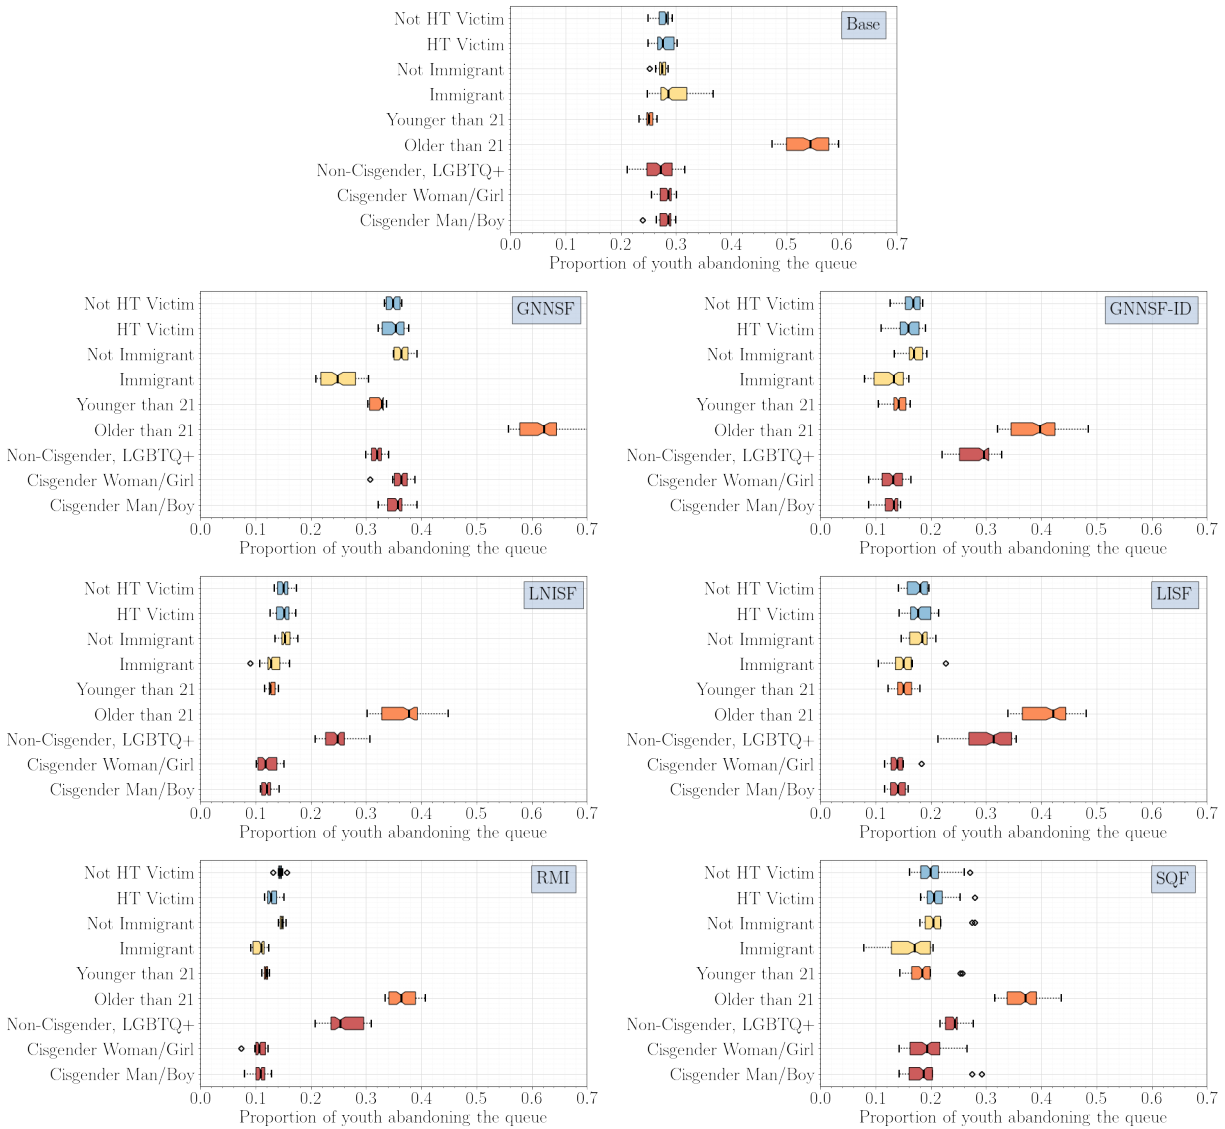 Base
Not HT Victim
HT Victim
Not Immigrant
Immigrant
Younger than 21
Older than 21
Non-Cisgender, LGBTQ+
Cisgender Woman/Girl
Cisgender Man/Boy
0.0 0.1 0.2 0.3 0.4 0.5 0.6 0.7
Proportion of youth abandoning the queue
GNNSF
Not HT Victim
HT Victim
Not Immigrant
Immigrant
Younger than 21
Older than 21
Non-Cisgender, LGBTQ+
Cisgender Woman/Girl
Cisgender Man/Boy
0.0 0.1 0.2 0.3 0.4 0.5 0.6 0.7
Proportion of youth abandoning the queue
GNNSF-ID
Not HT Victim
HT Victim
Not Immigrant
Immigrant
Younger than 21
Older than 21
Non-Cisgender, LGBTQ+
Cisgender Woman/Girl
Cisgender Man/Boy
0.0 0.1 0.2 0.3 0.4 0.5 0.6 0.7
Proportion of youth abandoning the queue
LNISF
Not HT Victim
HT Victim
Not Immigrant
Immigrant
Younger than 21
Older than 21
Non-Cisgender, LGBTQ+
Cisgender Woman/Girl
Cisgender Man/Boy
0.0 0.1 0.2 0.3 0.4 0.5 0.6 0.7
Proportion of youth abandoning the queue
LISF
Not HT Victim
HT Victim
Not Immigrant
Immigrant
Younger than 21
Older than 21
Non-Cisgender, LGBTQ+
Cisgender Woman/Girl
Cisgender Man/Boy
0.0 0.1 0.2 0.3 0.4 0.5 0.6 0.7
Proportion of youth abandoning the queue
RMI
Not HT Victim
HT Victim
Not Immigrant
Immigrant
Younger than 21
Older than 21
Non-Cisgender, LGBTQ+
Cisgender Woman/Girl
Cisgender Man/Boy
0.0 0.1 0.2 0.3 0.4 0.5 0.6 0.7
Proportion of youth abandoning the queue
SQF
Not HT Victim
HT Victim
Not Immigrant
Immigrant
Younger than 21
Older than 21
Non-Cisgender, LGBTQ+
Cisgender Woman/Girl
Cisgender Man/Boy
0.0 0.1 0.2 0.3 0.4 0.5 0.6 0.7
Proportion of youth abandoning the queue